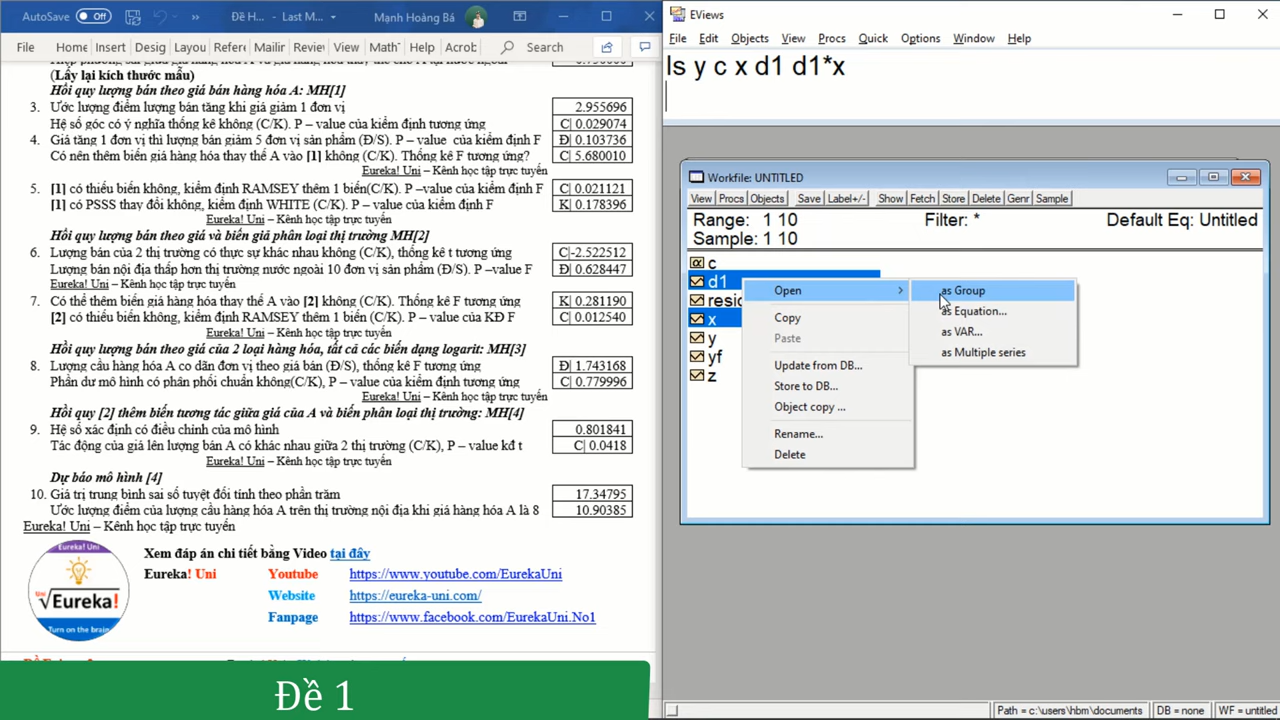 AutoSave Off Đề H... - Last M... Mạnh Hoàng Bá
File Home Insert Desig Layou Refere Mailir Review View Math Help Acrob Search
(Lấy lại kích thước mẫu)
Hồi quy lượng bán theo giá bán hàng hóa A: MH[1]
3. Ước lượng điểm lượng bán tăng khi giá giảm 1 đơn vị 2.955696
Hệ số góc có ý nghĩa thống kê không (C/K). P – value của kiểm định tương ứng C| 0.029074
4. Giá tăng 1 đơn vị thì lượng bán giảm 5 đơn vị sản phẩm (Đ/S). P – value của kiểm định F Đ| 0.103736
Có nên thêm biến giá hàng hóa thay thế A vào [1] không (C/K). Thống kê F tương ứng? C| 5.680010
Eureka! Uni – Kênh học tập trực tuyến
5. [1] có thiếu biến không, kiểm định RAMSEY thêm 1 biến(C/K). P –value của kiểm định F C| 0.021121
[1] có PSSS thay đổi không, kiểm định WHITE (C/K). P – value của kiểm định F K| 0.178396
Eureka! Uni – Kênh học tập trực tuyến
Hồi quy lượng bán theo giá và biến giả phân loại thị trường MH[2]
6. Lượng bán của 2 thị trường có thực sự khác nhau không (C/K), thống kê t tương ứng C|-2.522512
Lượng bán nội địa thấp hơn thị trường nước ngoài 10 đơn vị sản phẩm (Đ/S). P –value F Đ| 0.628447
Eureka! Uni – Kênh học tập trực tuyến
7. Có thể thêm biến giá hàng hóa thay thế A vào [2] không (C/K). Thống kê F tương ứng K| 0.281190
[2] có thiếu biến không (C/K). P – value của KĐ F C| 0.012540
Eureka! Uni – Kênh học tập trực tuyến
Hồi quy lượng bán theo giá của 2 loại hàng hóa, tất cả các biến dạng logarit: MH[3]
8. Lượng cầu hàng hóa A co dãn đơn vị theo giá bán (Đ/S), thống kê F tương ứng Đ| 1.743168
Phần dư mô hình có phân phối chuẩn không(C/K), P – value của kiểm định tương ứng C| 0.779996
Eureka! Uni – Kênh học tập trực tuyến
Hồi quy [2] thêm biến tương tác giữa giá của A và biến phân loại thị trường: MH[4]
9. Hệ số xác định có điều chỉnh của mô hình 0.801841
Tác động của giá lên lượng bán A có khác nhau giữa 2 thị trường (C/K), P – value kđ t C| 0.0418
Eureka! Uni – Kênh học tập trực tuyến
Dự báo mô hình [4]
10. Giá trị trung bình sai số tuyệt đối tính theo phần trăm 17.34795
Ước lượng điểm của lượng cầu hàng hóa A trên thị trường nội địa khi giá hàng hóa A là 8 10.90385
Eureka! Uni – Kênh học tập trực tuyến
Eureka! Uni
Uni
√Eureka!
Turn on the brain
Xem đáp án chi tiết bằng Video tại đây
Eureka! Uni Youtube https://www.youtube.com/EurekaUni
Website https://eureka-uni.com/
Fanpage https://www.facebook.com/EurekaUni.No1
Đề 1
EViews
File Edit Objects View Procs Quick Options Window Help
ls y c x d1 d1*x
Workfile: UNTITLED
View Procs Objects Save Label+/- Show Fetch Store Delete Genr Sample
Range: 1 10 Filter: * Default Eq: Untitled
Sample: 1 10
c
d1
resid
x
y
yf
z
Open
Copy
Paste
Update from DB...
Store to DB...
Object copy ...
Rename...
Delete
as Group
as Equation...
as VAR...
as Multiple series
Path = c:\users\hbm\documents DB = none WF = untitled